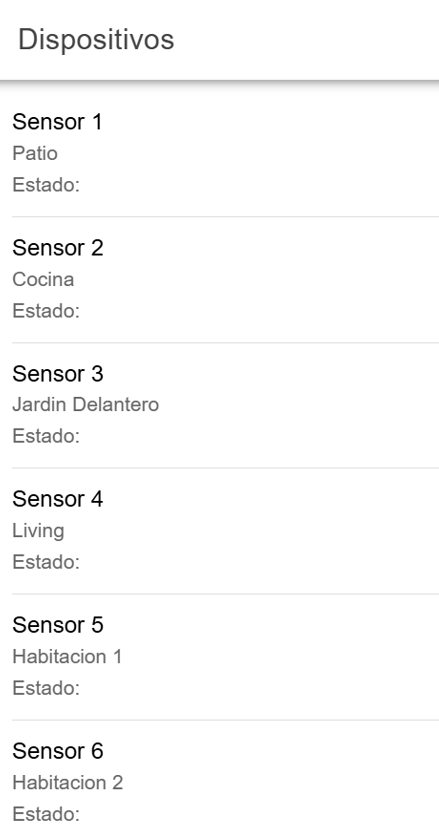 Dispositivos
Sensor 1
Patio
Estado:
Sensor 2
Cocina
Estado:
Sensor 3
Jardin Delantero
Estado:
Sensor 4
Living
Estado:
Sensor 5
Habitacion 1
Estado:
Sensor 6
Habitacion 2
Estado: